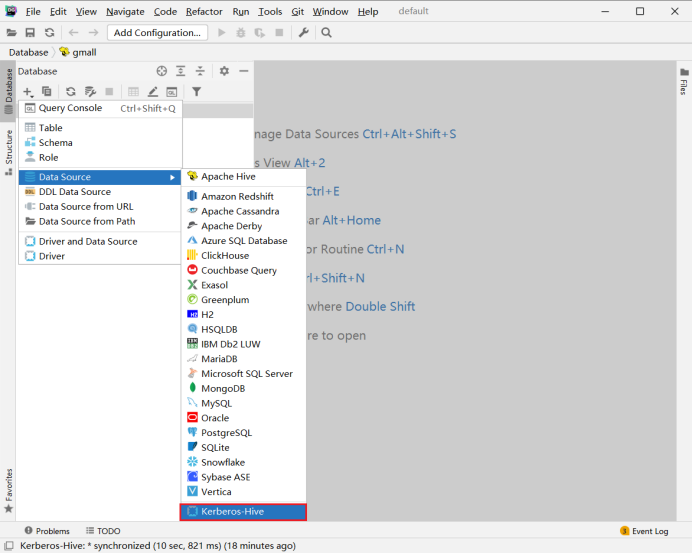 DG File Edit View Navigate Code Refactor Run Tools Git Window Help default
Add Configuration...
Database gmall
Database
Database
Files
Structure
Favorites
Query Console Ctrl+Shift+Q
Table
Schema
Role
Data Source
DDL Data Source
Data Source from URL
Data Source from Path
Driver and Data Source
Driver
Apache Hive
Amazon Redshift
Apache Cassandra
Apache Derby
Azure SQL Database
ClickHouse
Couchbase Query
Exasol
Greenplum
H2
HSQLDB
IBM Db2 LUW
MariaDB
Microsoft SQL Server
MongoDB
MySQL
Oracle
PostgreSQL
SQLite
Snowflake
Sybase ASE
Vertica
Kerberos-Hive
nage Data Sources Ctrl+Alt+Shift+S
s View Alt+2
Ctrl+E
ar Alt+Home
or Routine Ctrl+N
Ctrl+Shift+N
where Double Shift
re to open
Problems TODO 3 Event Log
Kerberos-Hive: * synchronized (10 sec, 821 ms) (18 minutes ago)